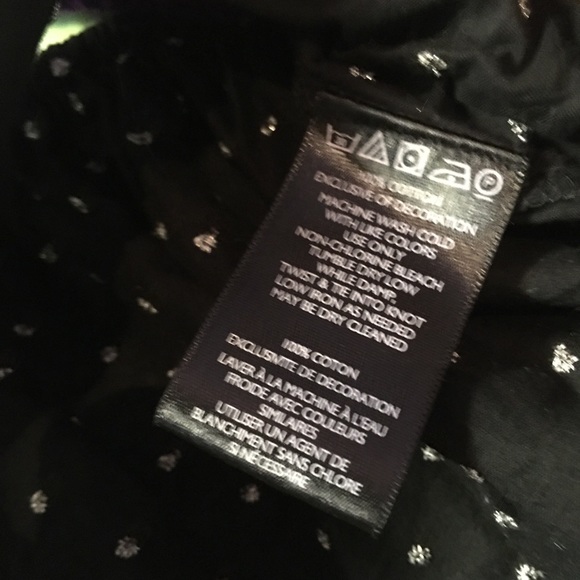 100% COTTON
EXCLUSIVE OF DECORATION
MACHINE WASH COLD
WITH LIKE COLORS
USE ONLY
NON-CHLORINE BLEACH
TUMBLE DRY LOW
WHILE DAMP.
TWIST & TIE INTO KNOT
LOW IRON AS NEEDED
MAY BE DRY CLEANED
100% COTON
EXCLUSIVITE DE DECORATION
LAVER À LA MACHINE À L'EAU
FROIDE AVEC COULEURS
SIMILAIRES
UTILISER UN AGENT DE
BLANCHIMENT SANS CHLORE
SI NÉCESSAIRE